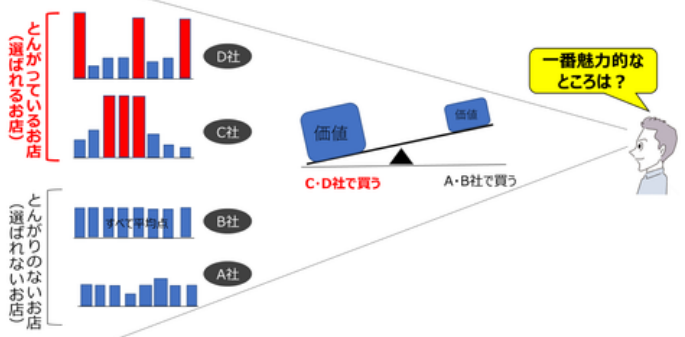 とんがっているお店
(選ばれるお店)
D社
C社
とんがりのないお店
(選ばれないお店)
すべて平均点
B社
A社
価値
価値
C・D社で買う
A・B社で買う
一番魅力的な
ところは？